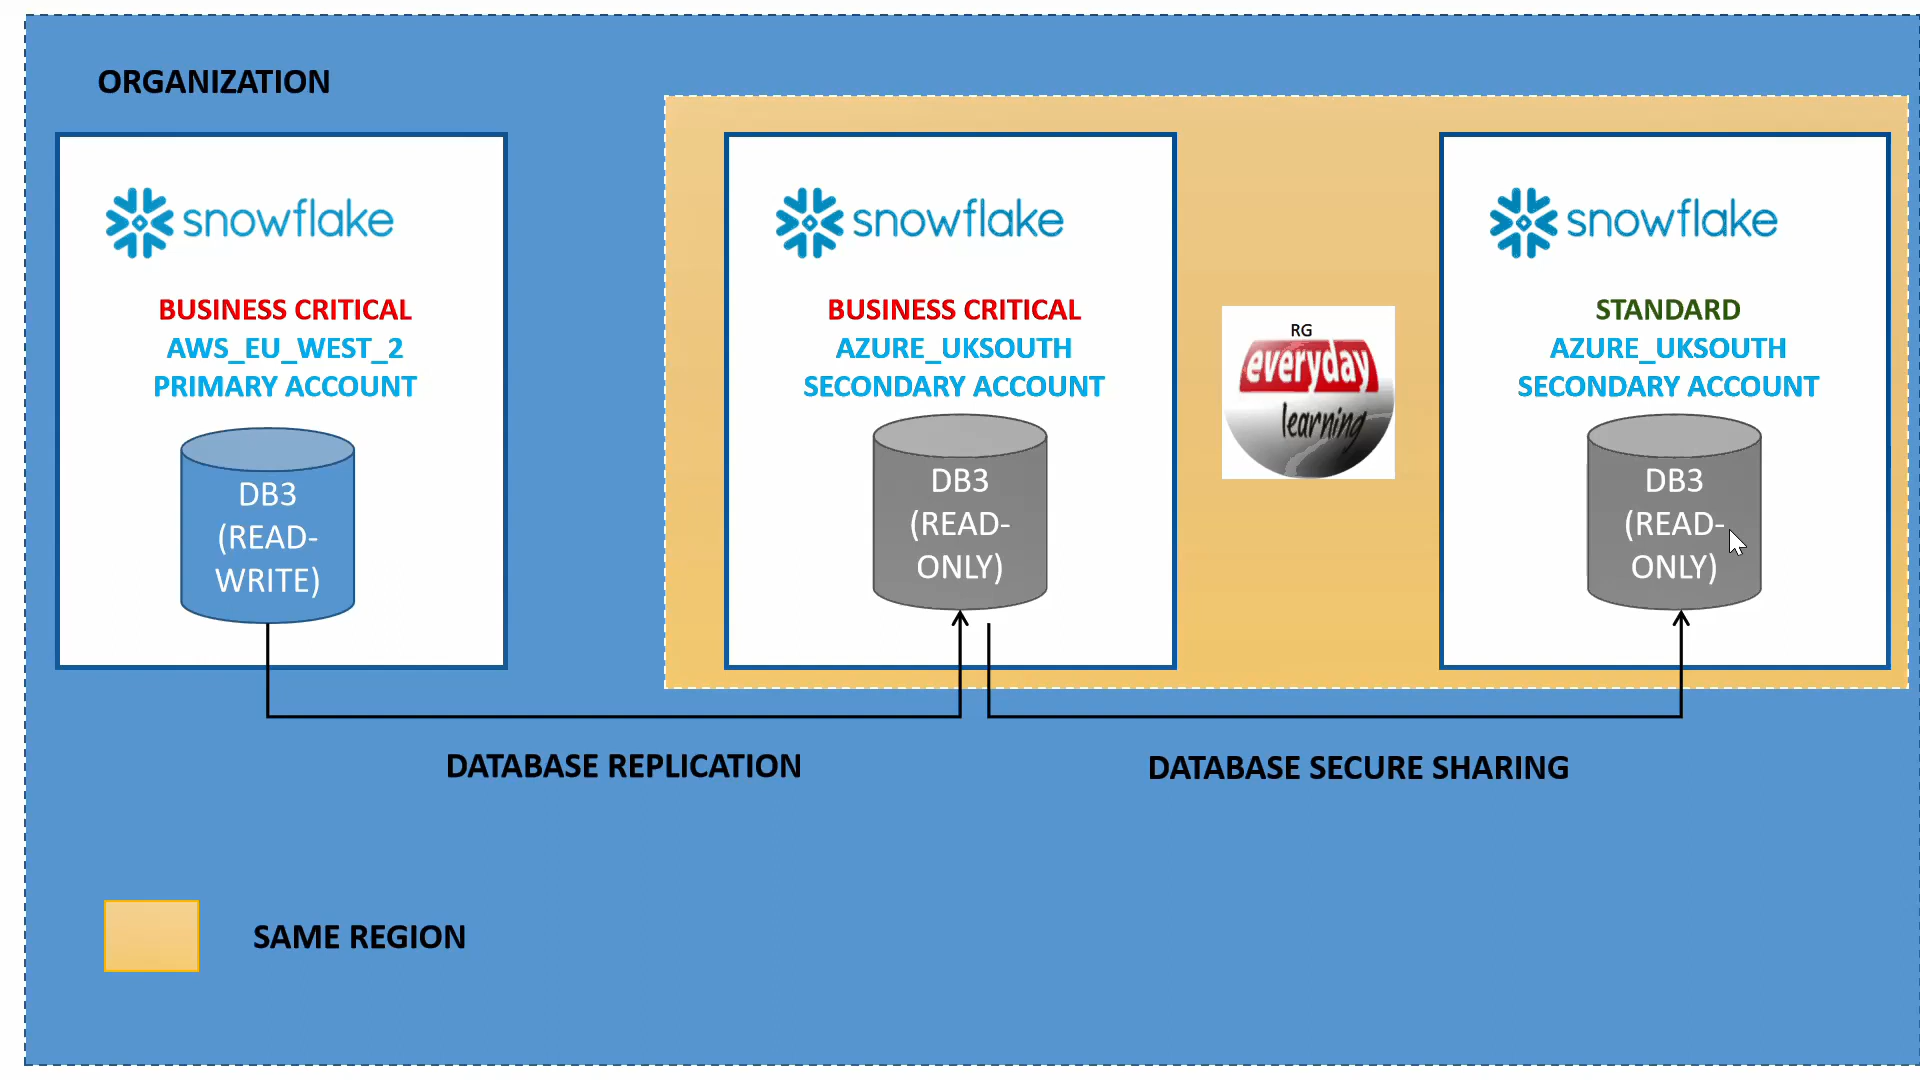 ORGANIZATION
snowflake
BUSINESS CRITICAL
AWS_EU_WEST_2
PRIMARY ACCOUNT
DB3
(READ-
WRITE)
snowflake
BUSINESS CRITICAL
AZURE_UKSOUTH
SECONDARY ACCOUNT
DB3
(READ-
ONLY)
RG
everyday
learning
snowflake
STANDARD
AZURE_UKSOUTH
SECONDARY ACCOUNT
DB3
(READ-
ONLY)
DATABASE REPLICATION
DATABASE SECURE SHARING
SAME REGION